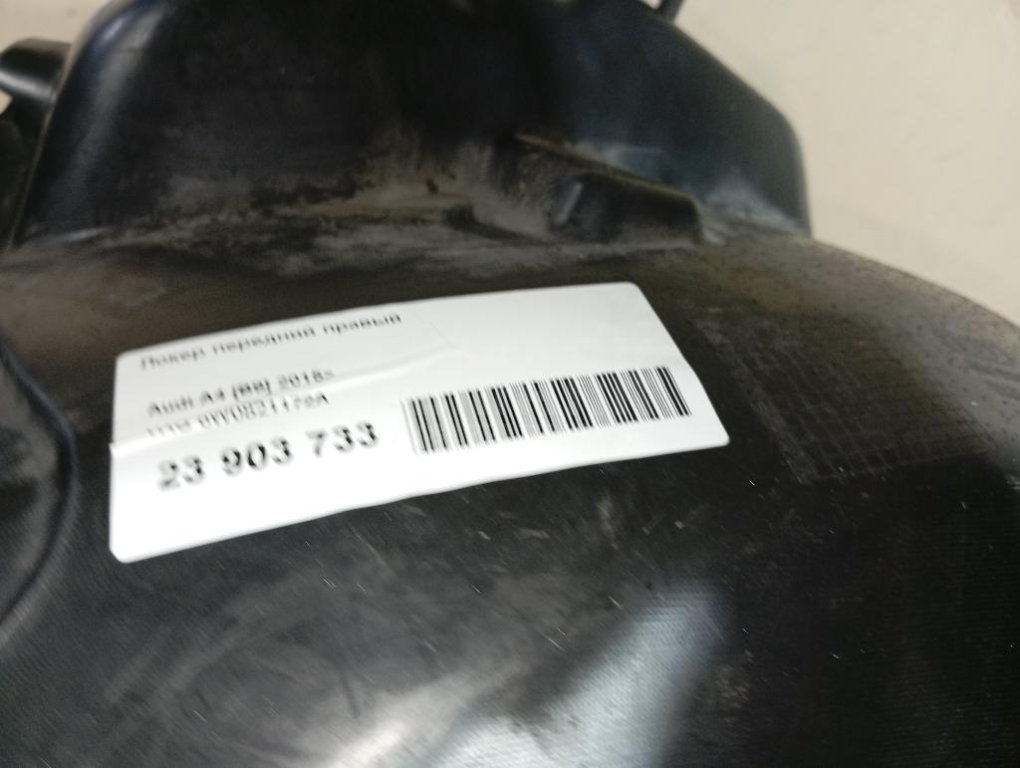 Локер передний правый
Audi A4 [B9] 2015>
23 903 733